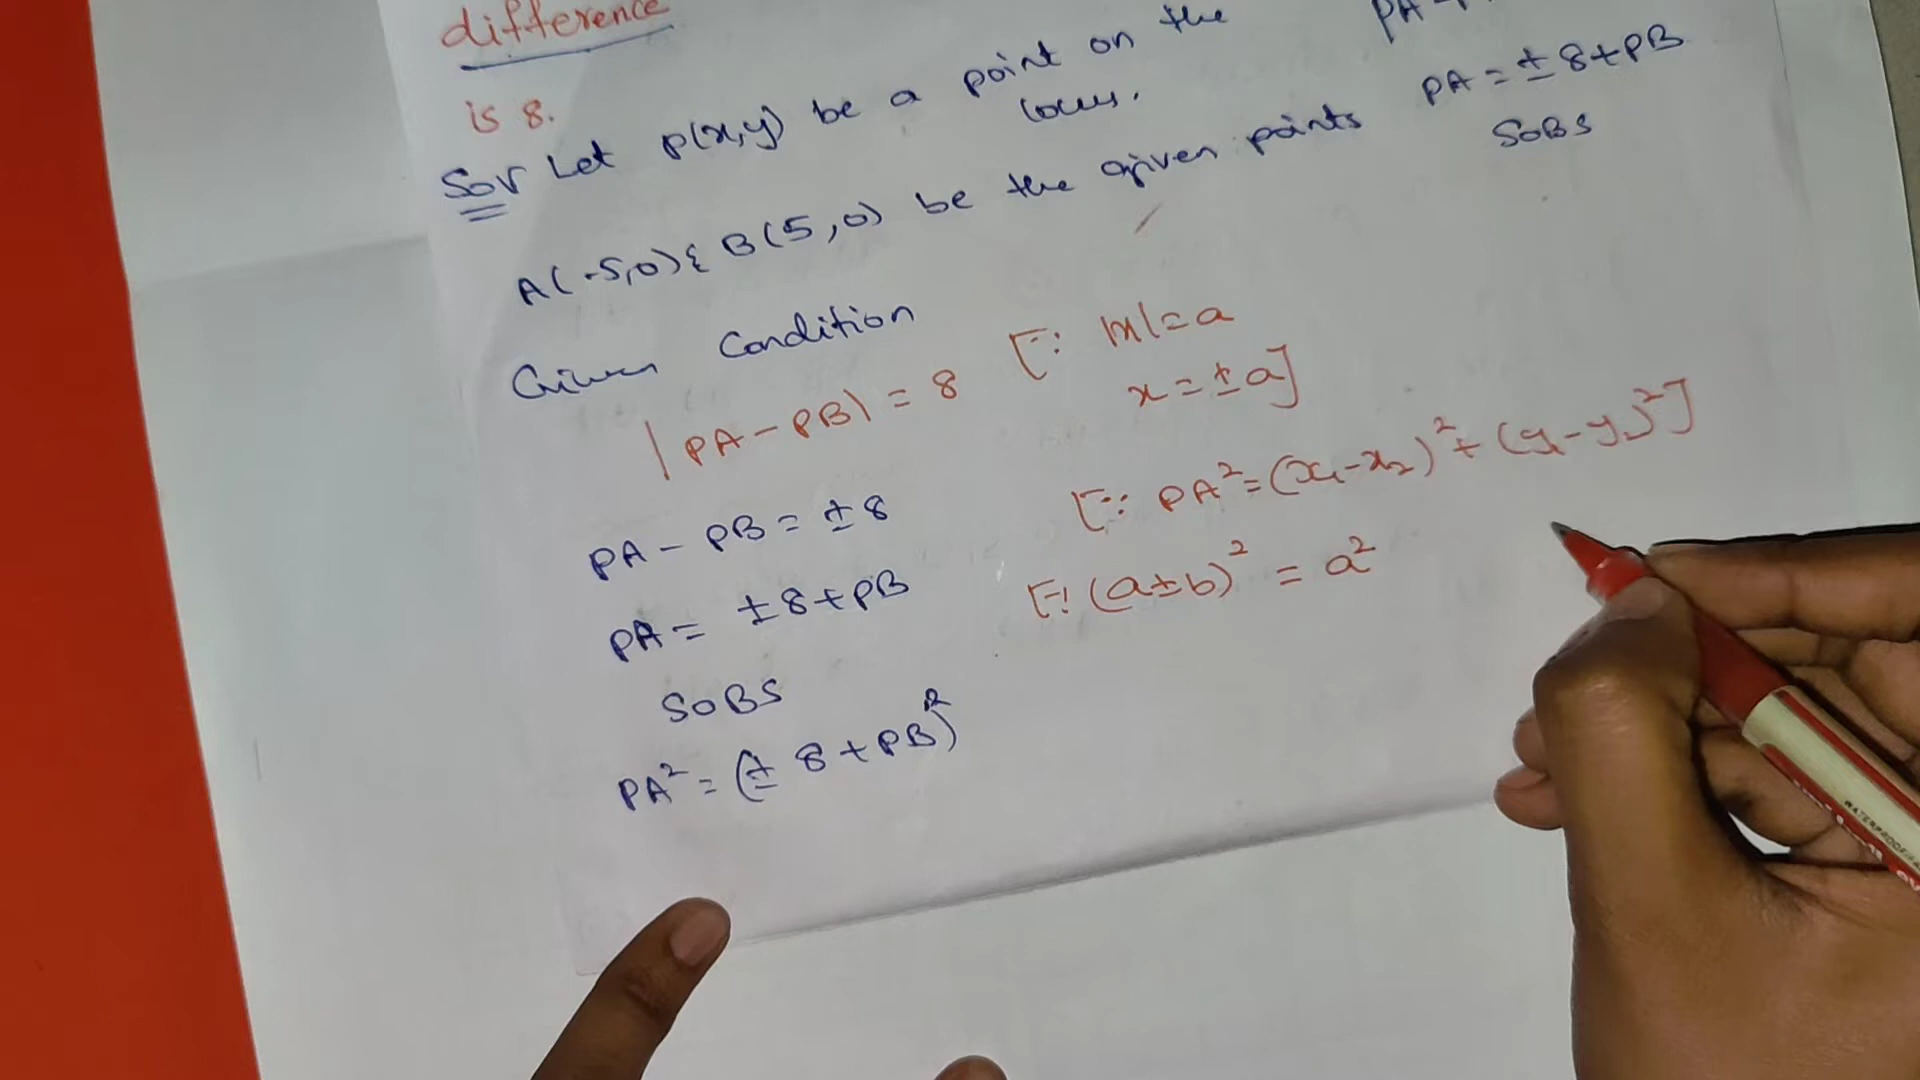 difference
is 8.
Sol Let P(x,y) be a point on the
locus.
A(-5,0) & B(5,0) be the given points
Given Condition
|PA-PB| = 8
[∵ |x|=a
x=±a]
PA - PB = ±8
PA = ±8+PB
SOBS
PA² = (± 8+PB)²
PA
PA = ±8+PB
SOBS
[∵ PA²=(x₁-x₂)²+(y₁-y₂)²]
[∵ (a±b)² = a²
WATERPROOF